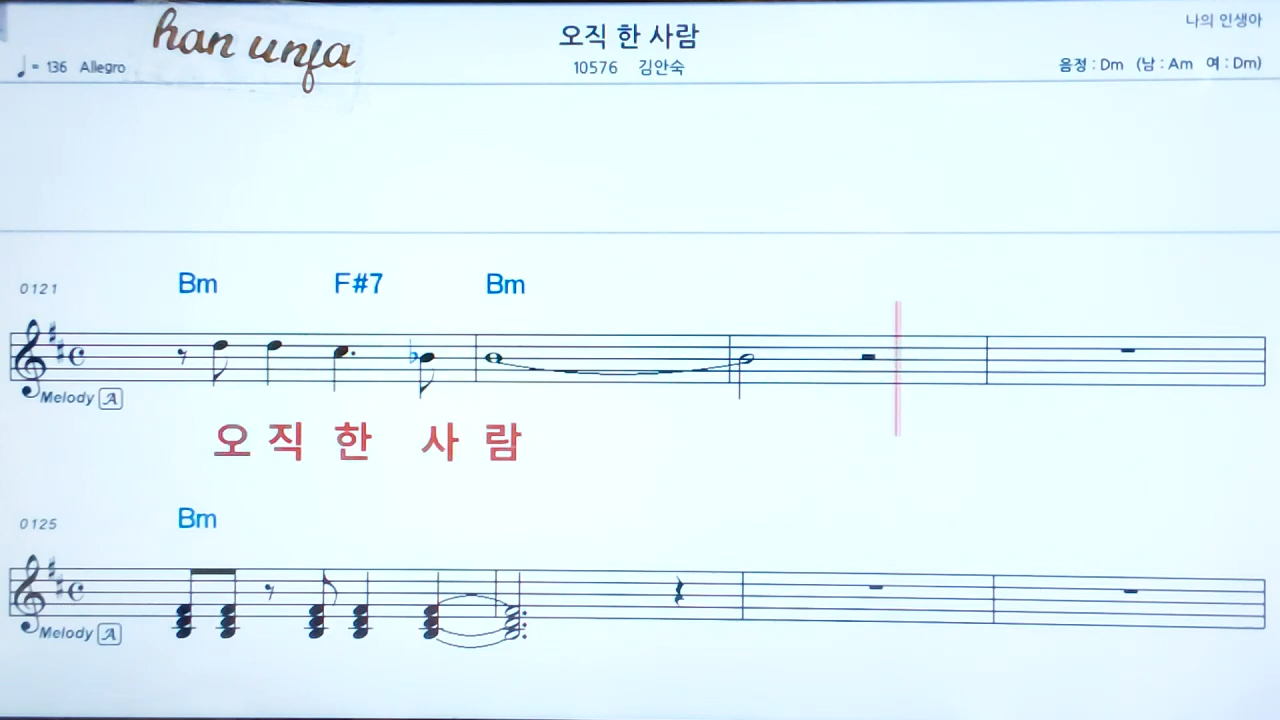 han unfa
오직 한 사람
나의 인생아
♩= 136 Allegro
10576 김안숙
음정 : Dm (남 : Am 여 : Dm)
0121 Bm F#7 Bm
Melody A
오 직 한 사 람
0125 Bm
Melody A